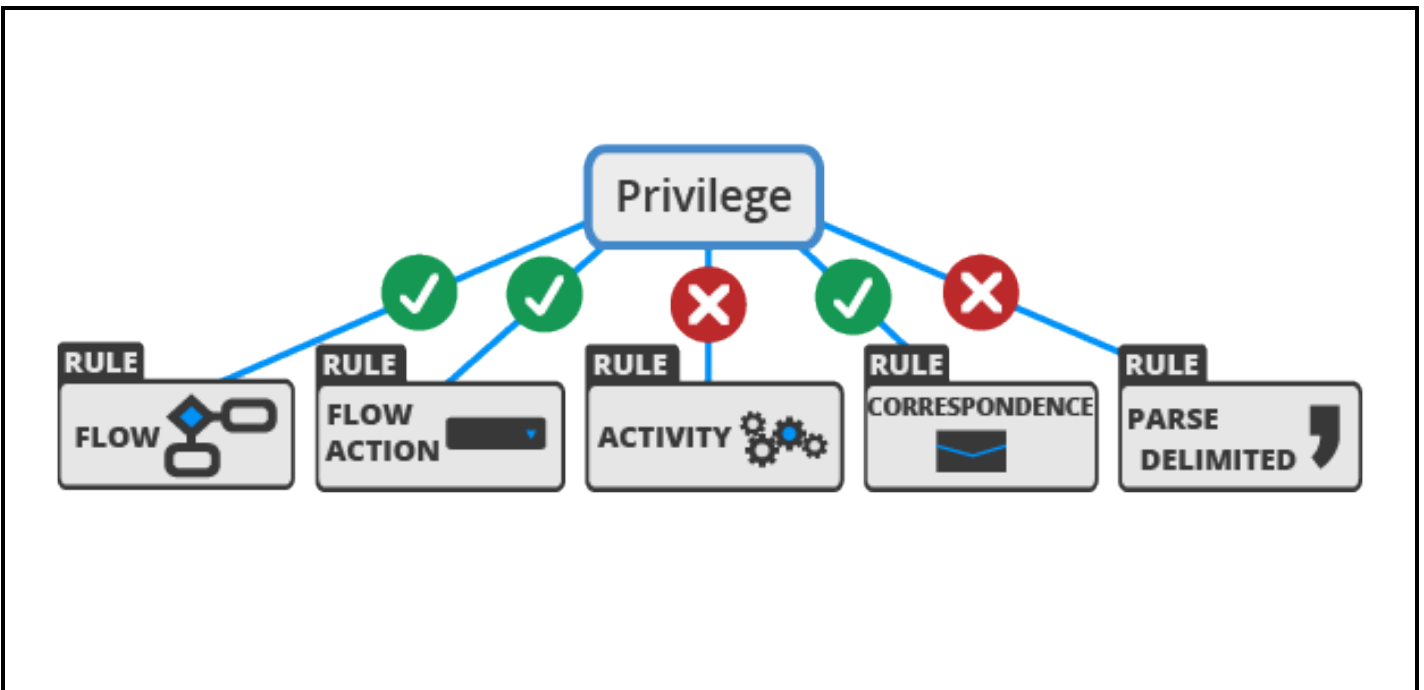 Privilege
RULE
FLOW
RULE
FLOW
ACTION
RULE
ACTIVITY
RULE
CORRESPONDENCE
RULE
PARSE
DELIMITED